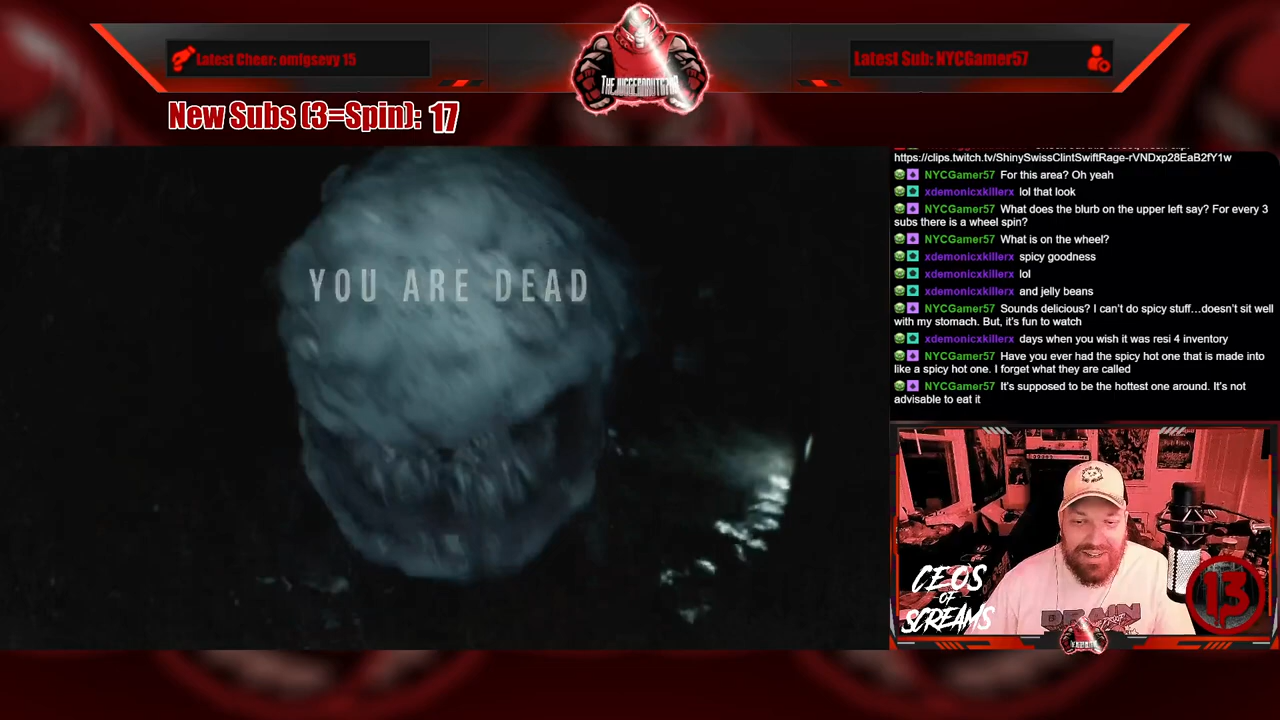 Latest Cheer: omfgsevy 15
THEJUGGERNAUTGTHB
Latest Sub: NYCGamer57
New Subs (3=Spin): 17
https://clips.twitch.tv/ShinySwissClintSwiftRage-rVNDxp28EaB2fY1w
NYCGamer57 For this area? Oh yeah
xdemonicxkillerx lol that look
NYCGamer57 What does the blurb on the upper left say? For every 3
subs there is a wheel spin?
NYCGamer57 What is on the wheel?
xdemonicxkillerx spicy goodness
xdemonicxkillerx lol
xdemonicxkillerx and jelly beans
NYCGamer57 Sounds delicious? I can't do spicy stuff…doesn't sit well
with my stomach. But, it's fun to watch
xdemonicxkillerx days when you wish it was resi 4 inventory
NYCGamer57 Have you ever had the spicy hot one that is made into
like a spicy hot one. I forget what they are called
NYCGamer57 It's supposed to be the hottest one around. It's not
advisable to eat it
YOU ARE DEAD
CEOS
OF
SCREAMS
13
DRAIN